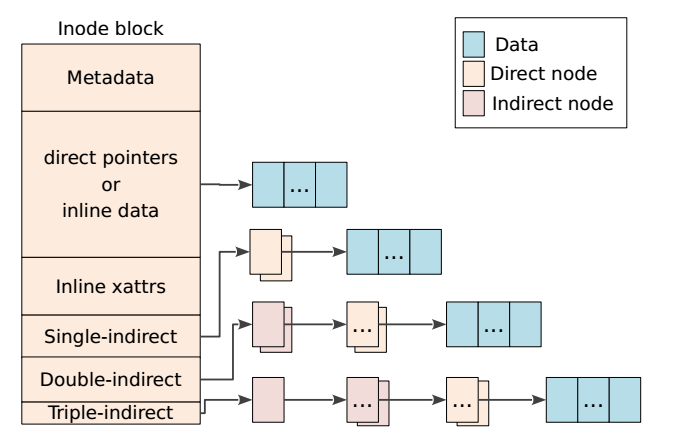 Inode block
Metadata
direct pointers
or
inline data
Inline xattrs
Single-indirect
Double-indirect
Triple-indirect
Data
Direct node
Indirect node
...
...
...
...
...
...
...